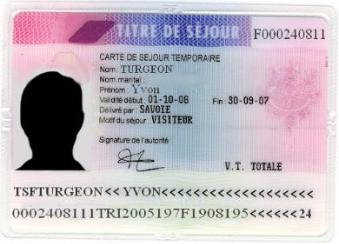 TITRE DE SÉJOUR F000240811
CARTE DE SEJOUR TEMPORAIRE
Nom: TURGEON
Nom marital:
Prénom: Yvon
Validité début: 01-10-06 Fin: 30-09-07
Délivré par: SAVOIE
Motif du séjour VISITEUR
Signature de l'autorité
V.T. TOTALE
TSFTURGEON<<YVON<<<<<<<<<<<<<<<<
0002408111TRI2005197F1908195<<<<<<24